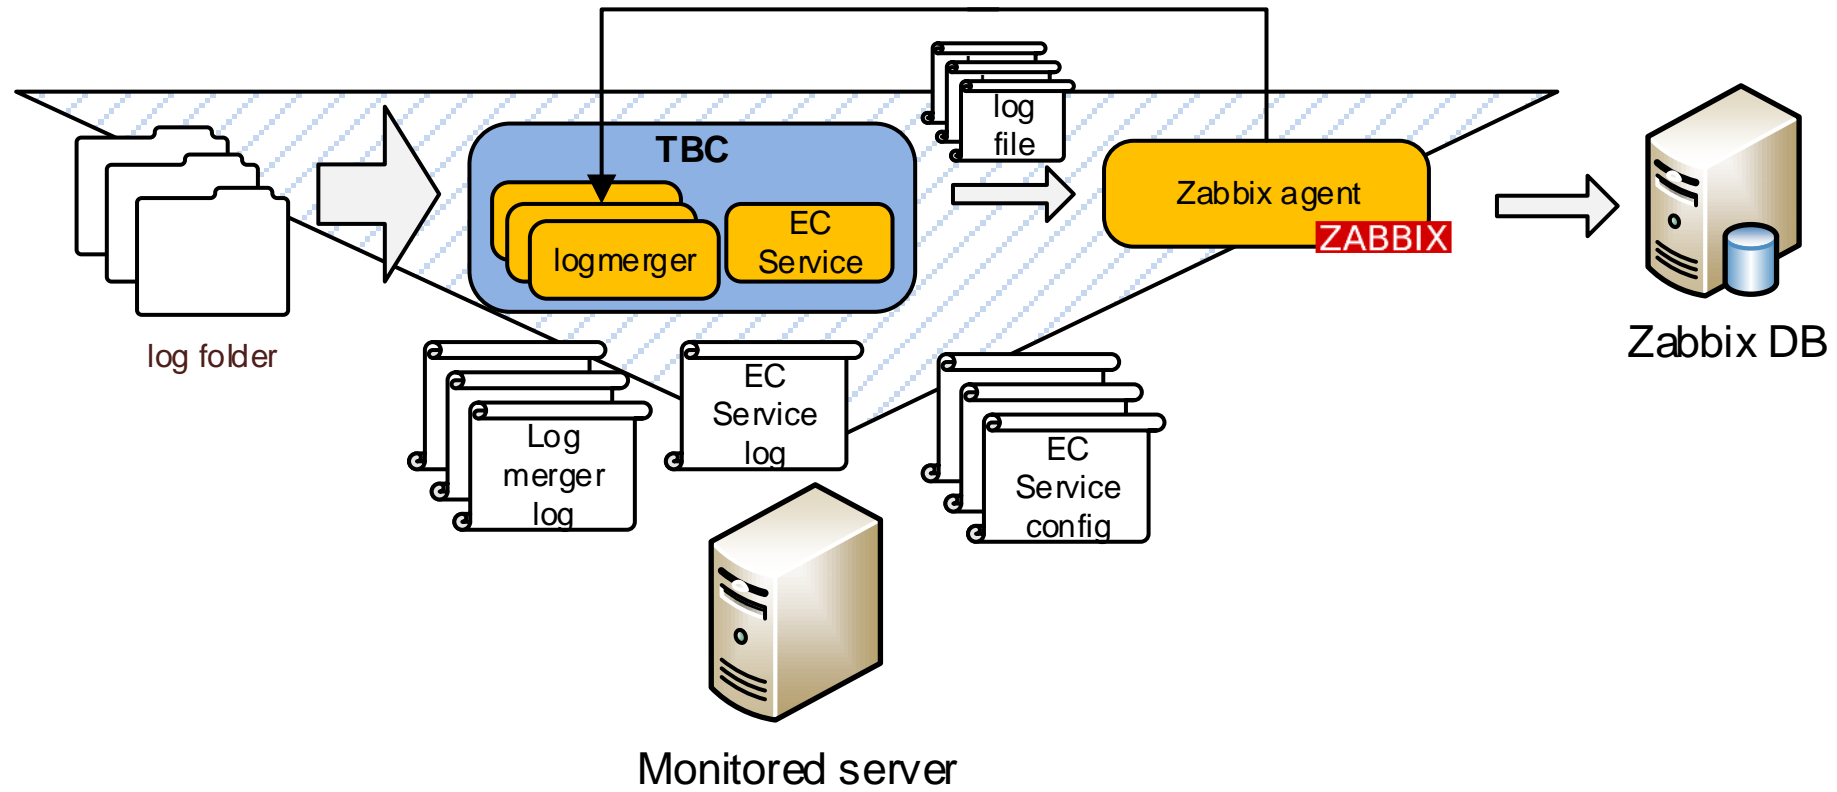 log
file
TBC
logmerger
EC
Service
Zabbix agent
ZABBIX
log folder
Zabbix DB
Log
merger
log
EC
Service
log
EC
Service
config
Monitored server